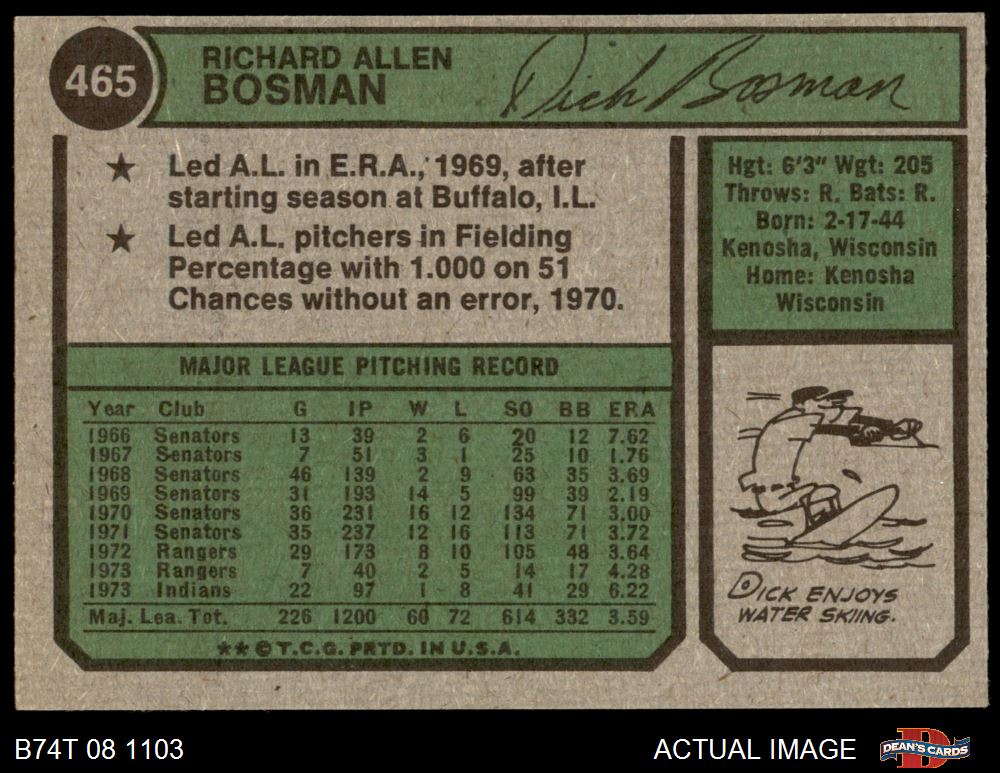 465
RICHARD ALLEN
BOSMAN
Dick Bosman
★ Led A.L. in E.R.A., 1969, after
starting season at Buffalo, I.L.
★ Led A.L. pitchers in Fielding
Percentage with 1.000 on 51
Chances without an error, 1970.
Hgt: 6'3" Wgt: 205
Throws: R. Bats: R.
Born: 2-17-44
Kenosha, Wisconsin
Home: Kenosha
Wisconsin
MAJOR LEAGUE PITCHING RECORD
Year Club G IP W L SO BB ERA
1966 Senators 13 39 2 6 20 12 7.62
1967 Senators 7 51 3 1 25 10 1.76
1968 Senators 46 139 2 9 63 35 3.69
1969 Senators 31 193 14 5 99 39 2.19
1970 Senators 36 231 16 12 134 71 3.00
1971 Senators 35 237 12 16 113 71 3.72
1972 Rangers 29 173 8 10 105 48 3.64
1973 Rangers 7 40 2 5 14 17 4.28
1973 Indians 22 97 1 8 41 29 6.22
Maj. Lea. Tot. 226 1200 60 72 614 332 3.59
**©T.C.G. PRTD. IN U.S.A.
DICK ENJOYS
WATER SKIING.
B74T 08 1103
ACTUAL IMAGE
DEAN'S CARDS